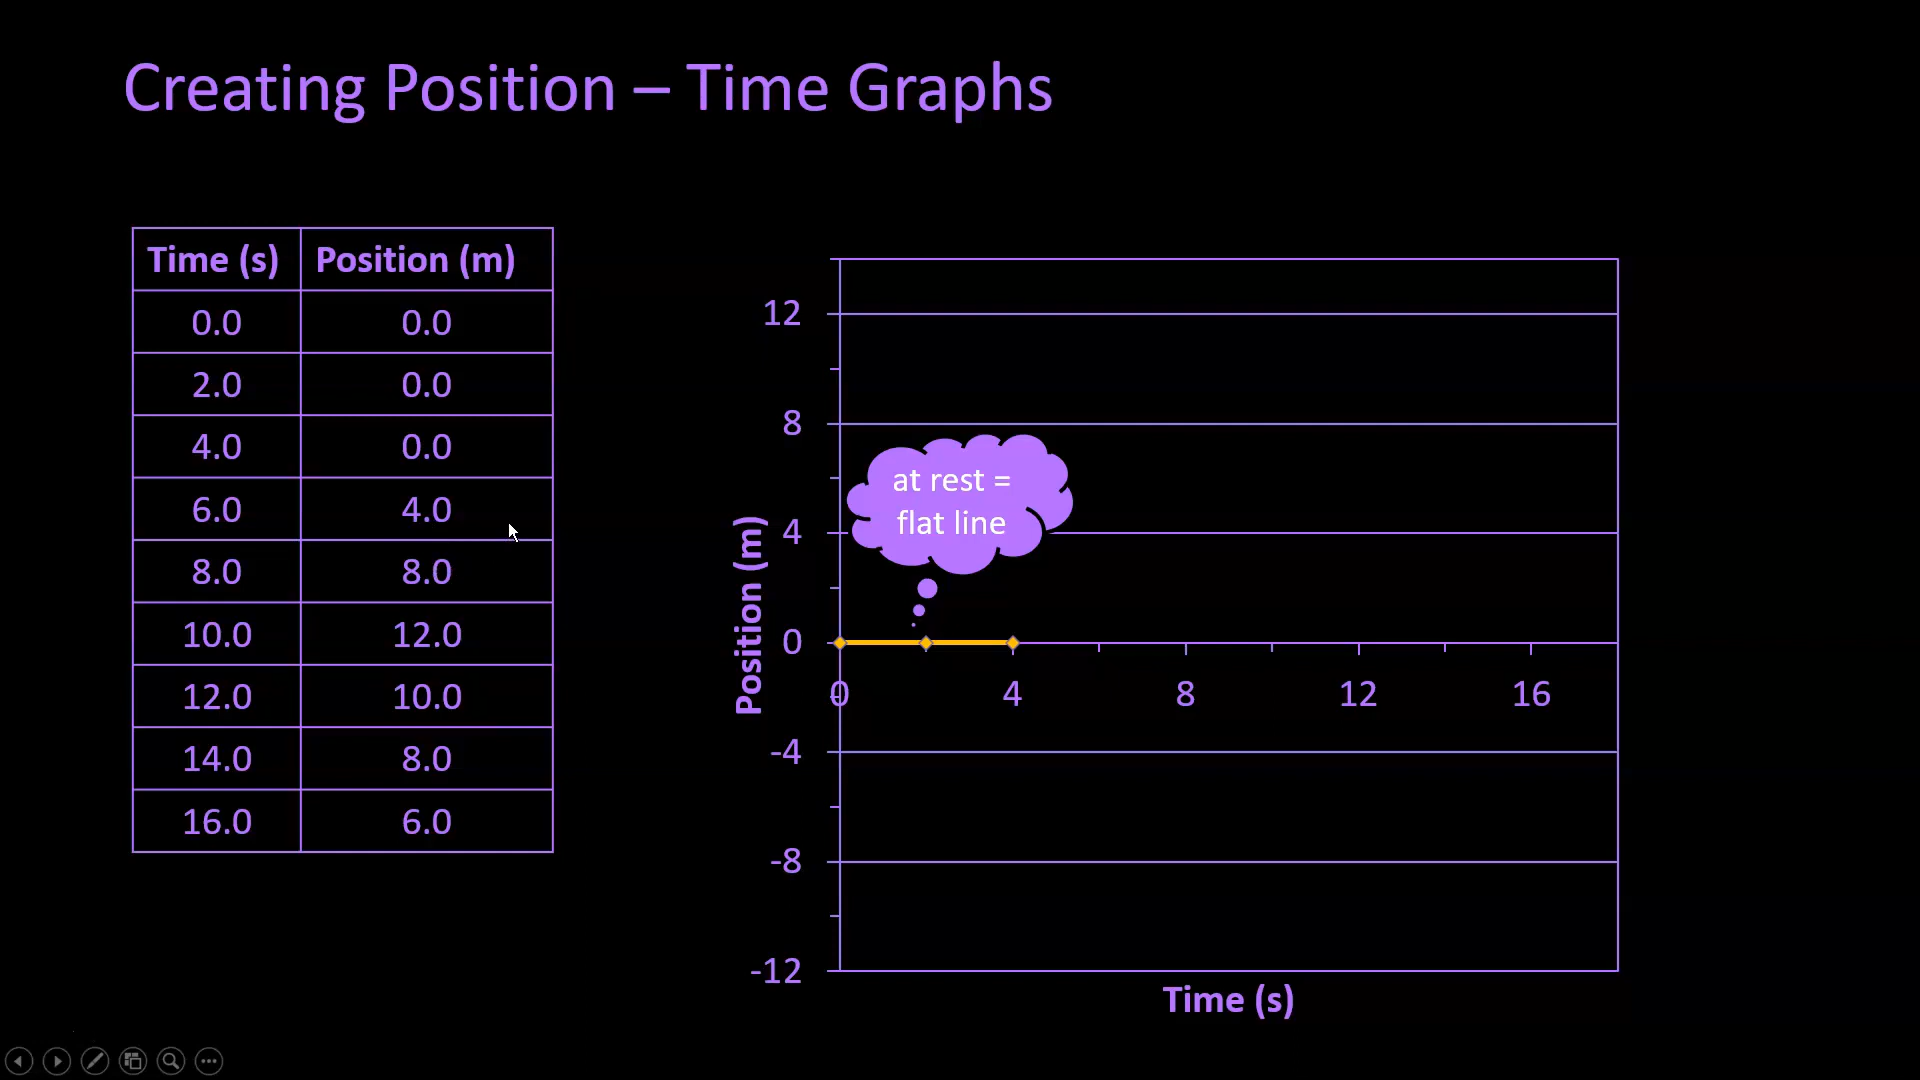 Creating Position – Time Graphs
Time (s) Position (m)
0.0 0.0
2.0 0.0
4.0 0.0
6.0 4.0
8.0 8.0
10.0 12.0
12.0 10.0
14.0 8.0
16.0 6.0
Position (m)
12
8
4
0
-4
-8
-12
at rest =
flat line
0 4 8 12 16
Time (s)